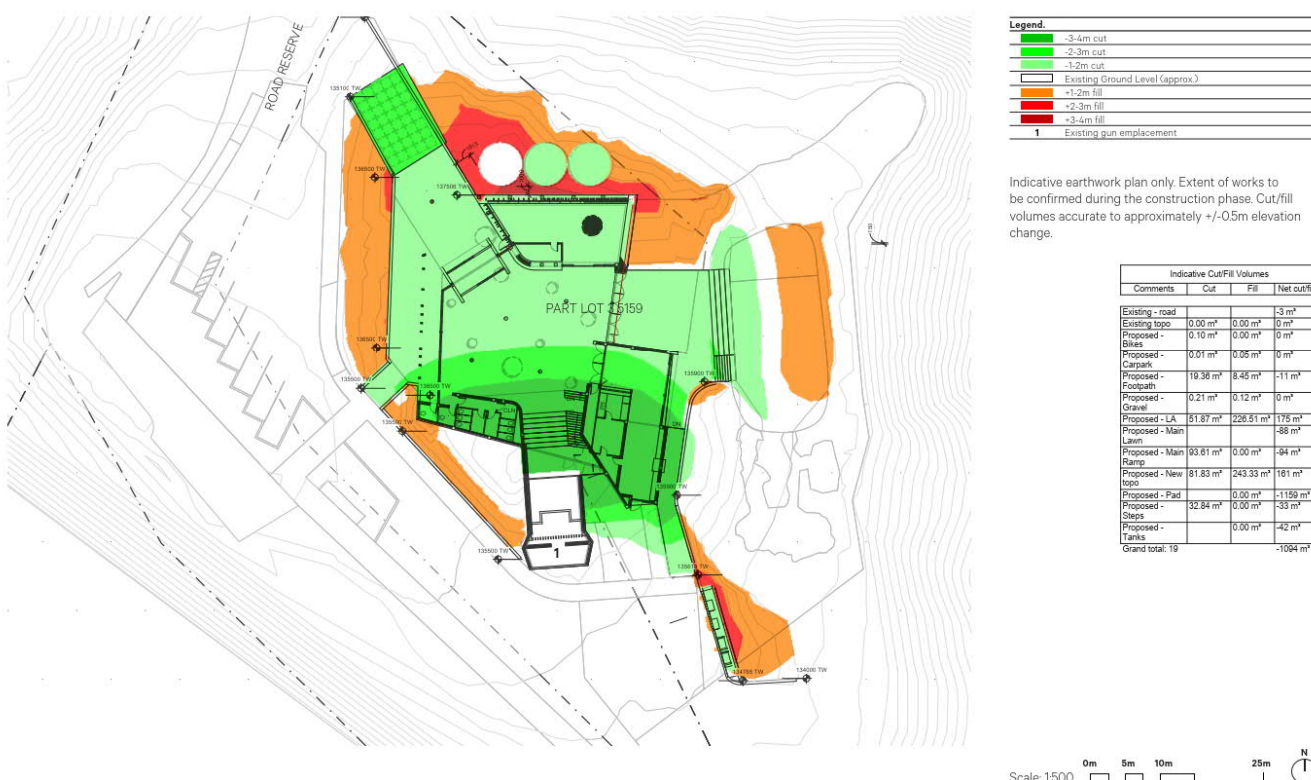 Legend.
-3-4m cut
-2-3m cut
-1-2m cut
Existing Ground Level (approx.)
+1-2m fill
+2-3m fill
+3-4m fill
1 Existing gun emplacement
Indicative earthwork plan only. Extent of works to
be confirmed during the construction phase. Cut/fill
volumes accurate to approximately +/-0.5m elevation
change.
Indicative Cut/Fill Volumes
Comments Cut Fill Net cut/fi
Existing - road -3 m³
Existing topo 0.00 m³ 0.00 m³ 0 m³
Proposed - 0.10 m³ 0.00 m³ 0 m³
Bikes
Proposed - 0.01 m³ 0.05 m³ 0 m³
Carpark
Proposed - 19.36 m³ 8.45 m³ -11 m³
Footpath
Proposed - 0.21 m³ 0.12 m³ 0 m³
Gravel
Proposed - LA 51.87 m³ 226.51 m³ 175 m³
Proposed - Main -88 m³
Lawn
Proposed - Main 93.61 m³ 0.00 m³ -94 m³
Ramp
Proposed - New 81.83 m³ 243.33 m³ 161 m³
topo
Proposed - Pad 0.00 m³ -1159 m³
Proposed - 32.84 m³ 0.00 m³ -33 m³
Steps
Proposed - 0.00 m³ -42 m³
Tanks
Grand total: 19 -1094 m³
ROAD RESERVE
135100 TW
136500 TW
137500 TW
PART LOT 3 5159
136500 TW
135900 TW
135900 TW
136500 TW
135500 TW
135500 TW
134765 TW
134000 TW
1
Scale: 1:500
0m 5m 10m 25m
N